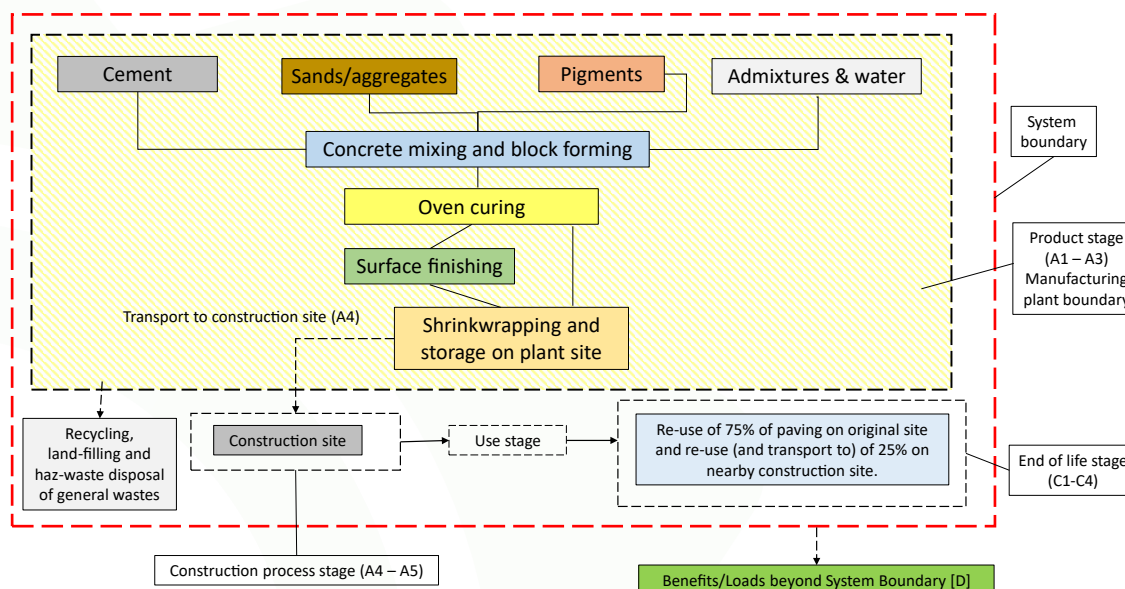 Cement
Sands/aggregates
Pigments
Admixtures & water
Concrete mixing and block forming
System
boundary
Oven curing
Surface finishing
Product stage
(A1 – A3)
Manufacturing
plant boundary
Transport to construction site (A4)
Shrinkwrapping and
storage on plant site
Recycling,
land-filling and
haz-waste disposal
of general wastes
Construction site
Use stage
Re-use of 75% of paving on original site
and re-use (and transport to) of 25% on
nearby construction site.
End of life stage
(C1-C4)
Construction process stage (A4 – A5)
Benefits/Loads beyond System Boundary [D]